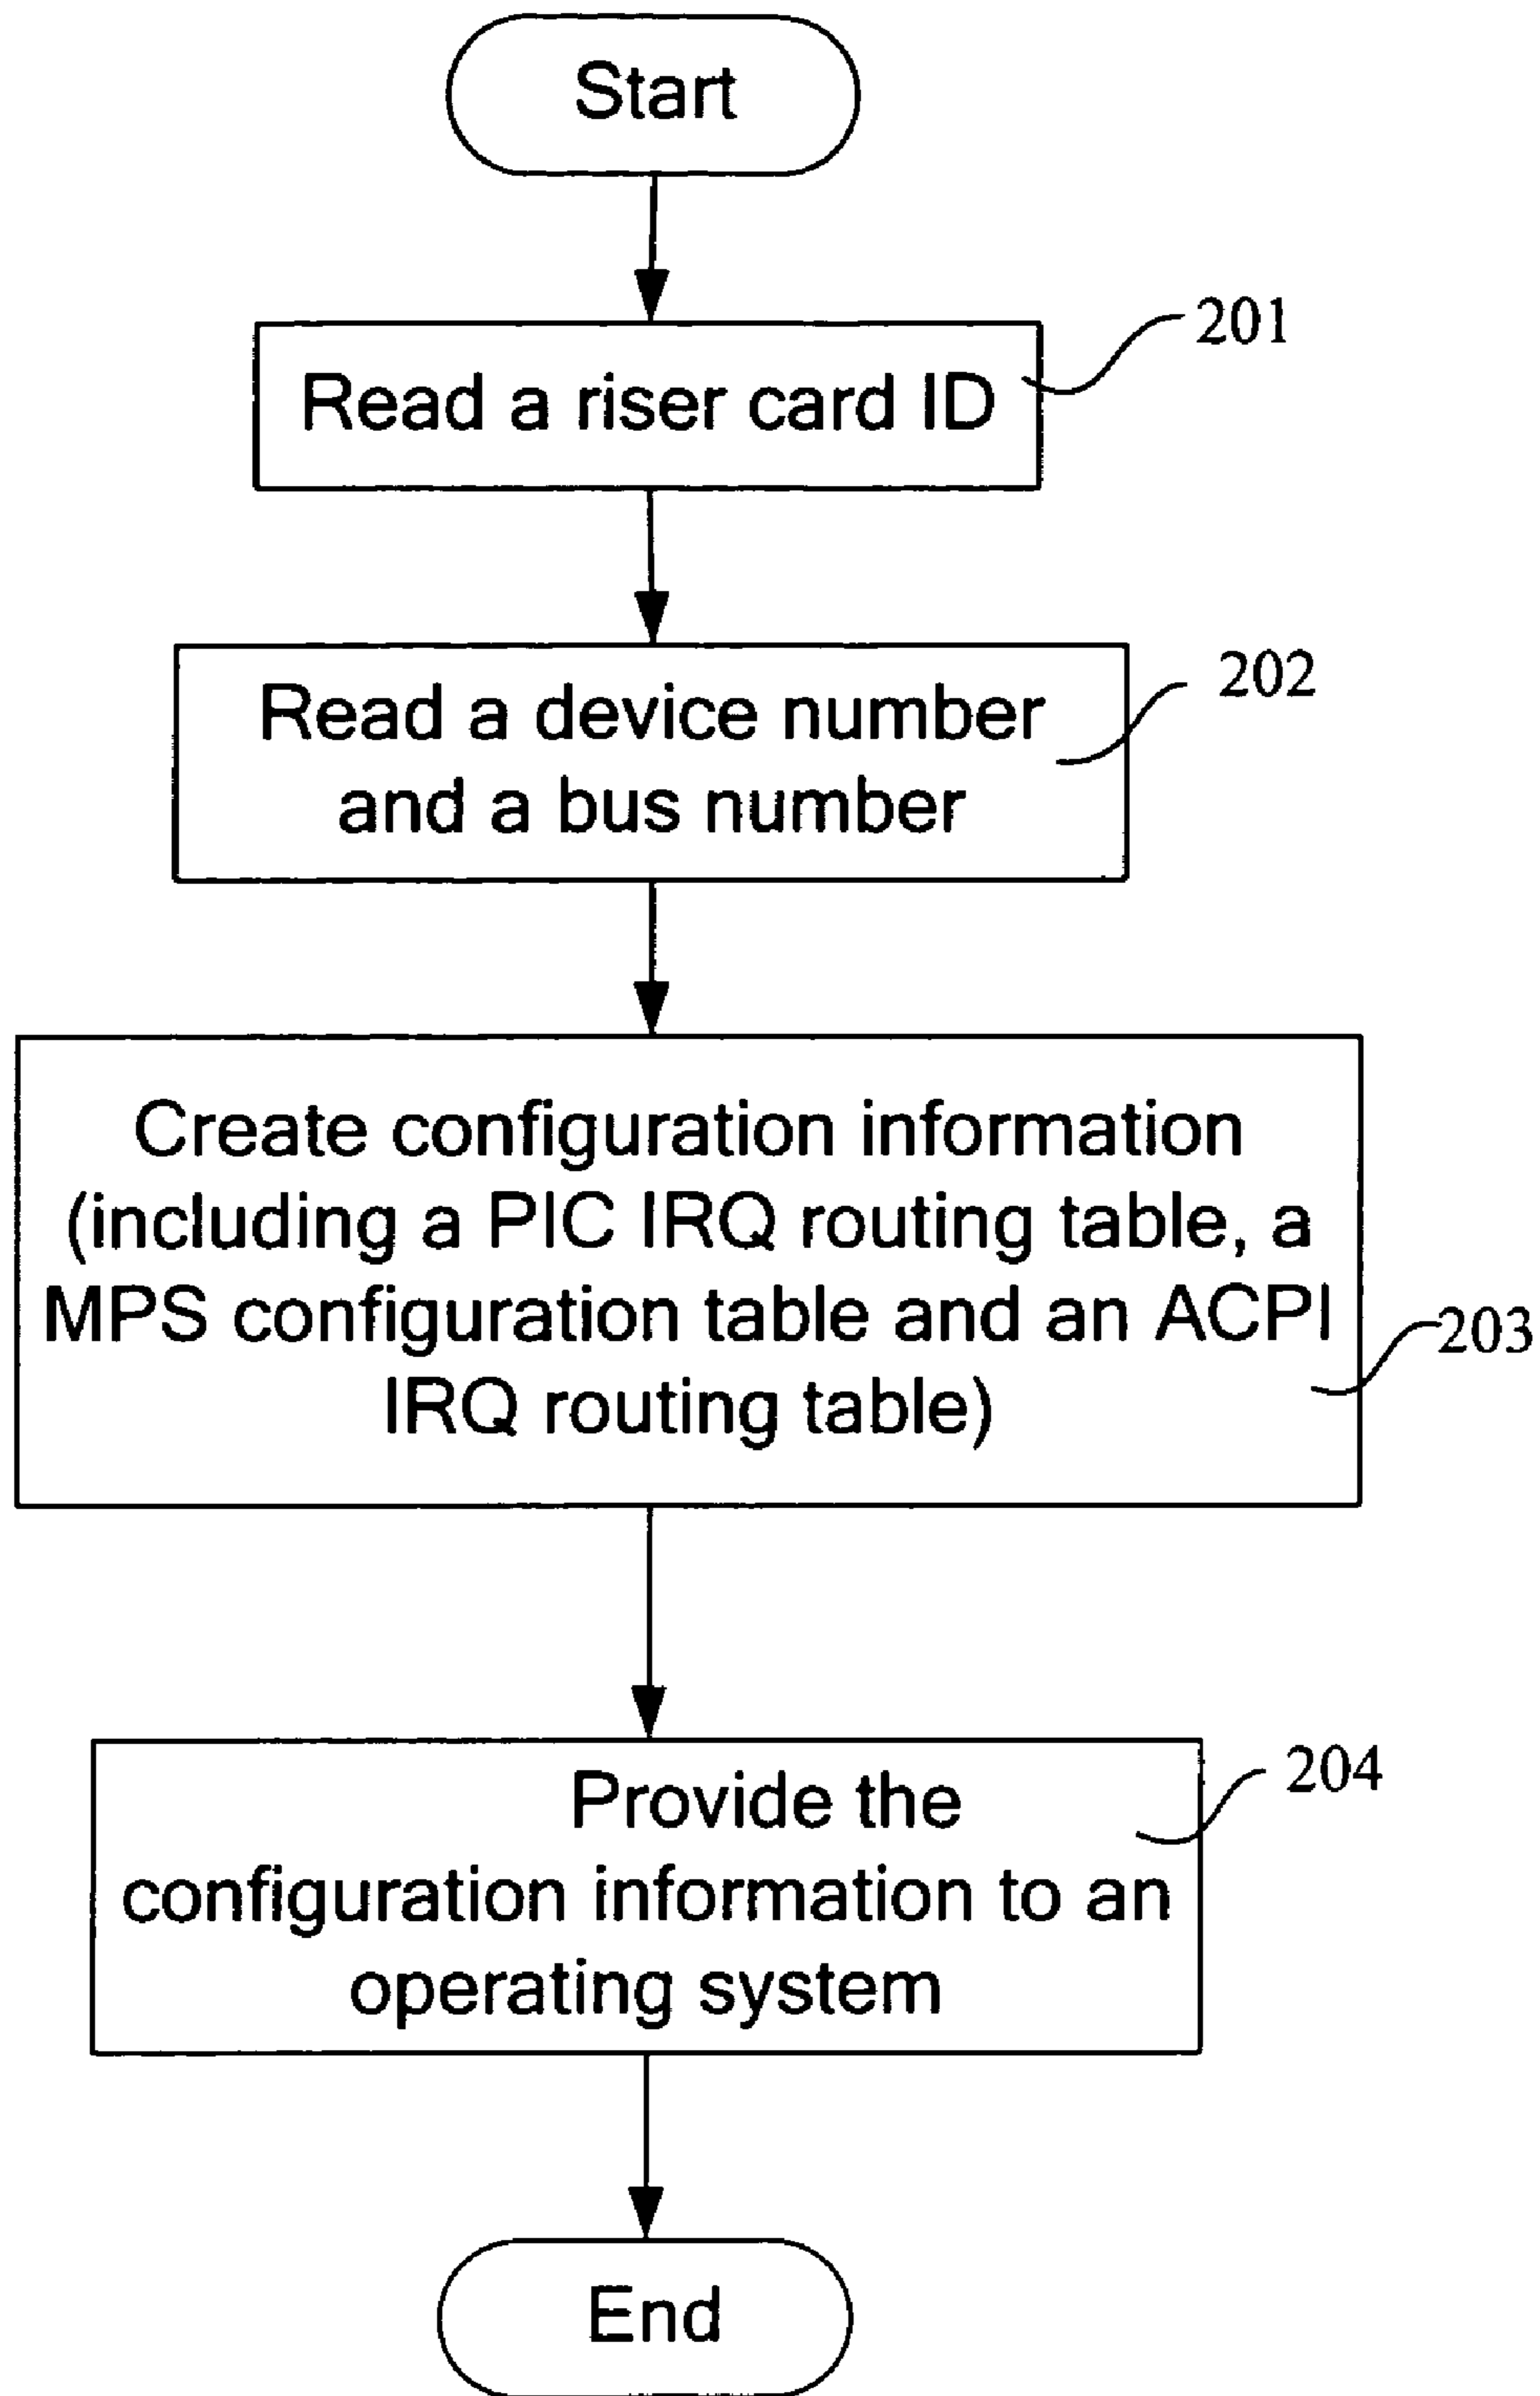 Start
201
Read a riser card ID
202
Read a device number
and a bus number
Create configuration information
(including a PIC IRQ routing table, a
MPS configuration table and an ACPI
203
IRQ routing table)
204
Provide the
configuration information to an
operating system
End